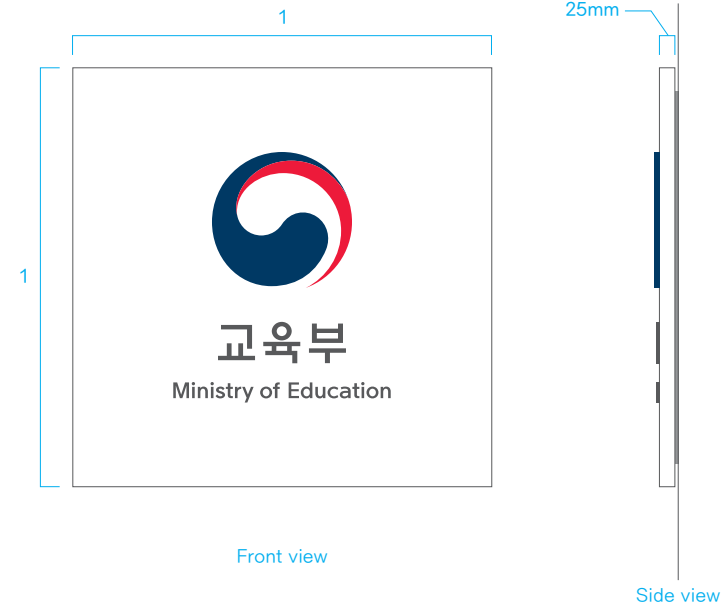 1
25mm
1
교육부
Ministry of Education
Front view
Side view